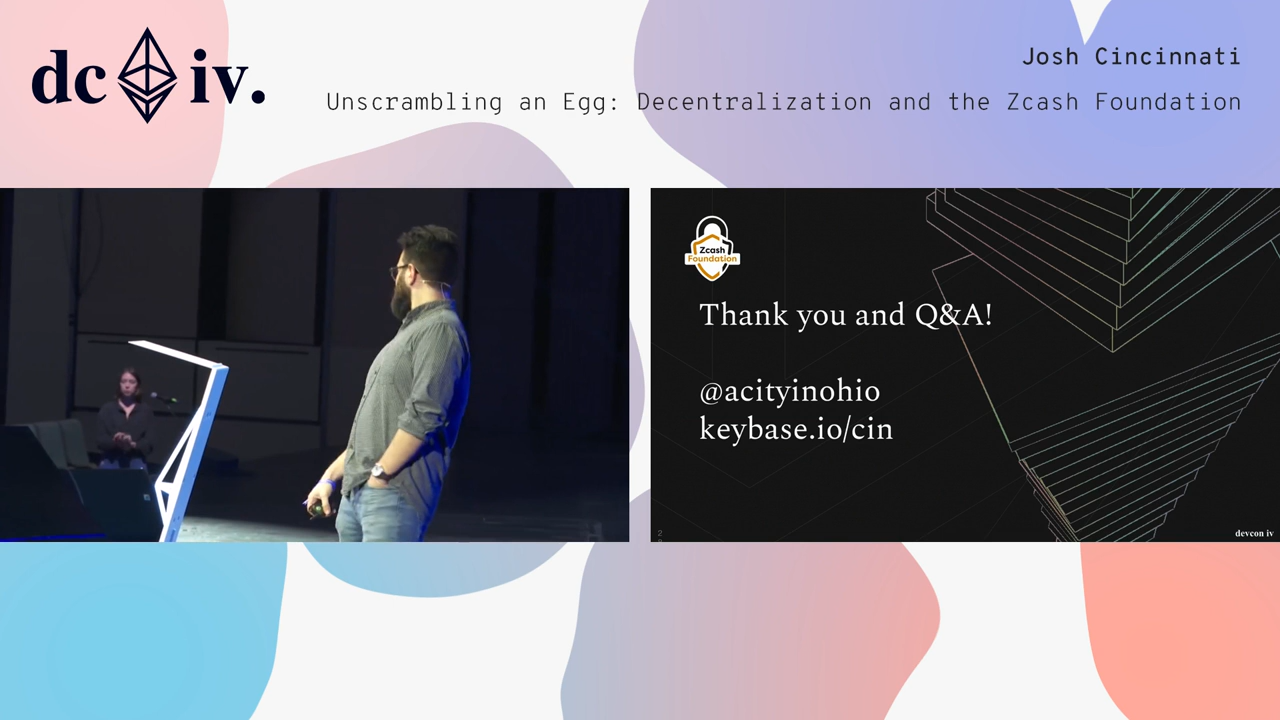 dc iv.
Josh Cincinnati
Unscrambling an Egg: Decentralization and the Zcash Foundation
Zcash
Foundation
Thank you and Q&A!
@acityinohio
keybase.io/cin
devcon iv